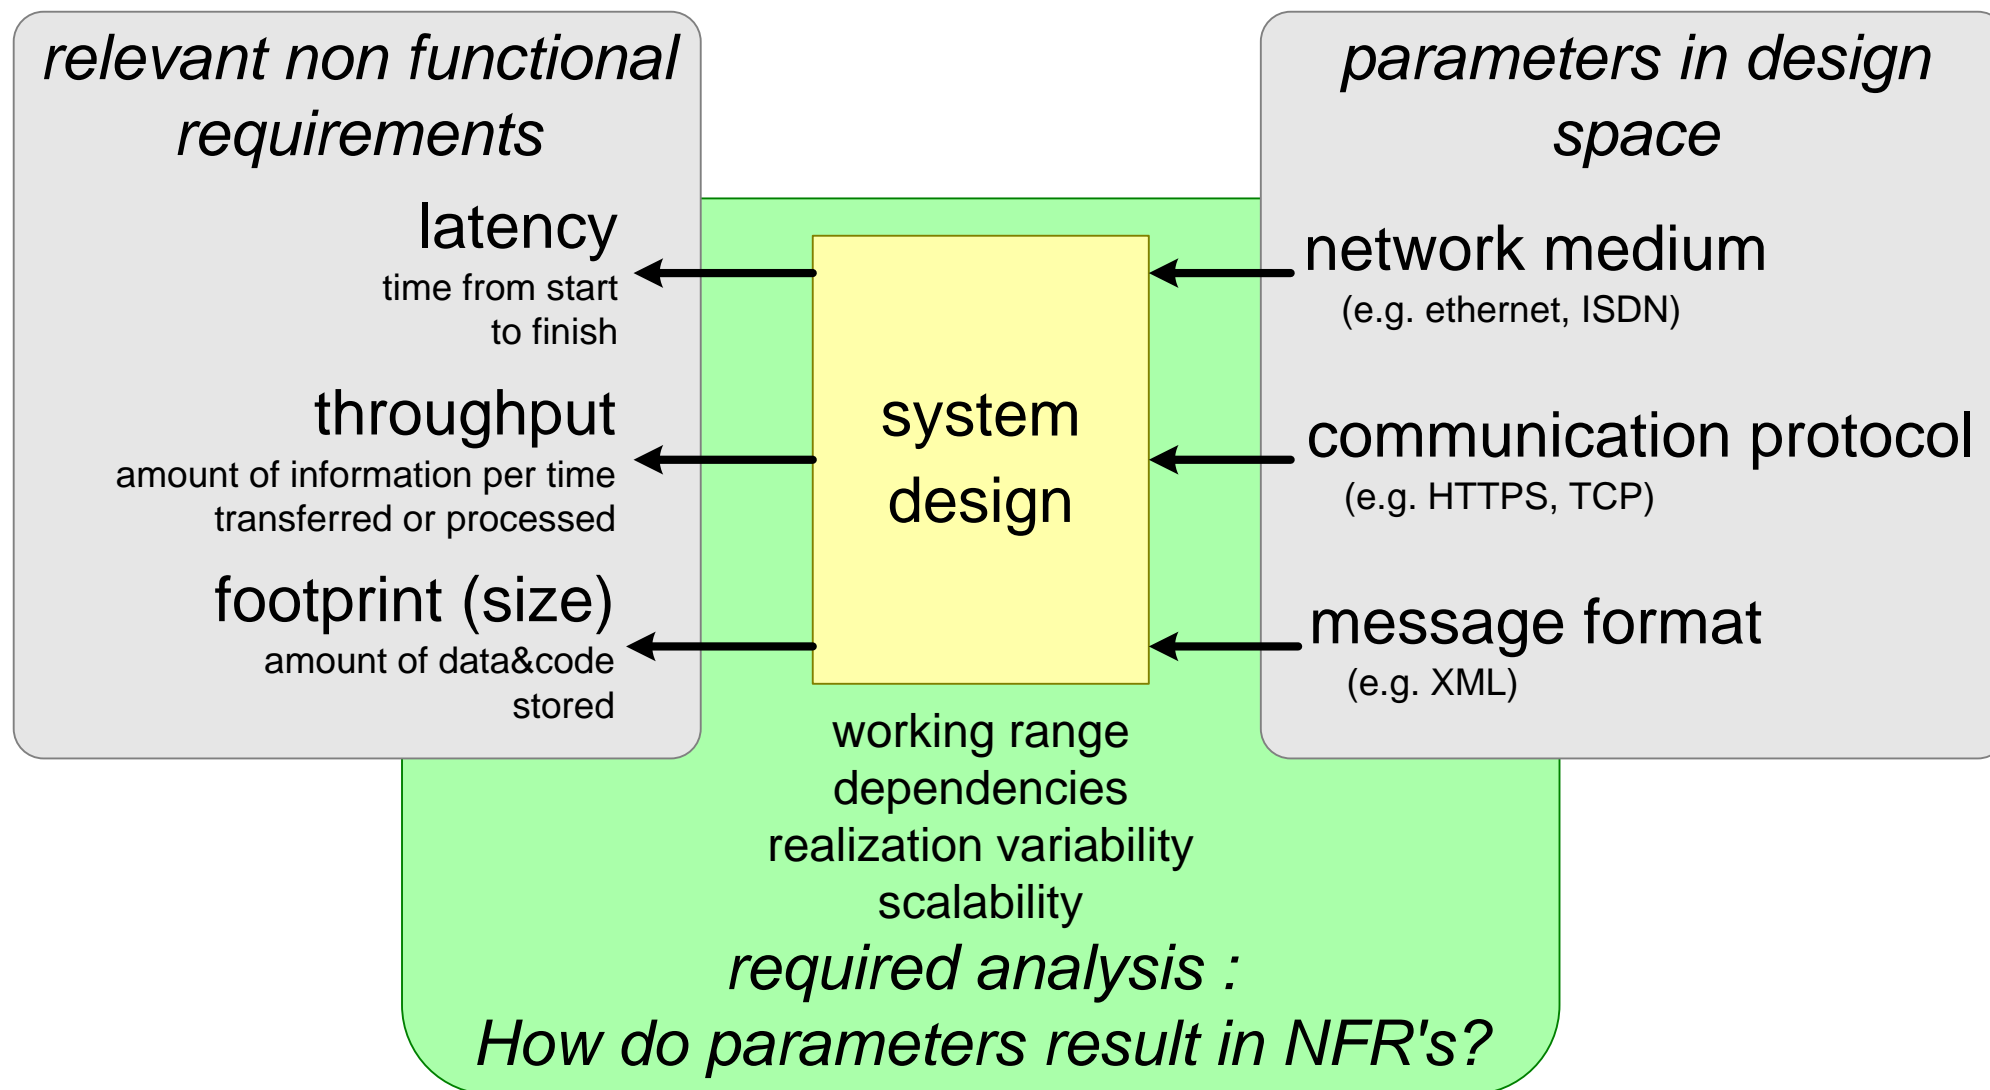 relevant non functional
requirements
latency
time from start
to finish
throughput
amount of information per time
transferred or processed
footprint (size)
amount of data&code
stored
system
design
working range
dependencies
realization variability
scalability
required analysis :
How do parameters result in NFR's?
parameters in design
space
network medium
(e.g. ethernet, ISDN)
communication protocol
(e.g. HTTPS, TCP)
message format
(e.g. XML)